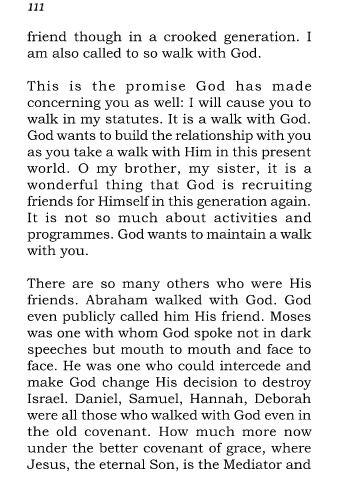 111
friend though in a crooked generation. I
am also called to so walk with God.
This is the promise God has made
concerning you as well: I will cause you to
walk in my statutes. It is a walk with God.
God wants to build the relationship with you
as you take a walk with Him in this present
world. O my brother, my sister, it is a
wonderful thing that God is recruiting
friends for Himself in this generation again.
It is not so much about activities and
programmes. God wants to maintain a walk
with you.
There are so many others who were His
friends. Abraham walked with God. God
even publicly called him His friend. Moses
was one with whom God spoke not in dark
speeches but mouth to mouth and face to
face. He was one who could intercede and
make God change His decision to destroy
Israel. Daniel, Samuel, Hannah, Deborah
were all those who walked with God even in
the old covenant. How much more now
under the better covenant of grace, where
Jesus, the eternal Son, is the Mediator and